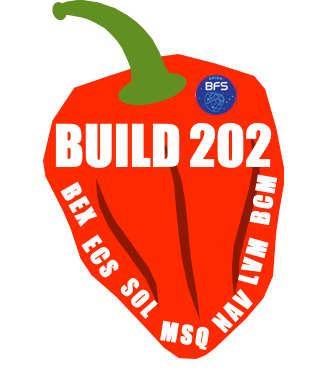 BFS
BUILD 202
BEX ECS SOL MSQ NAV LVM BCM